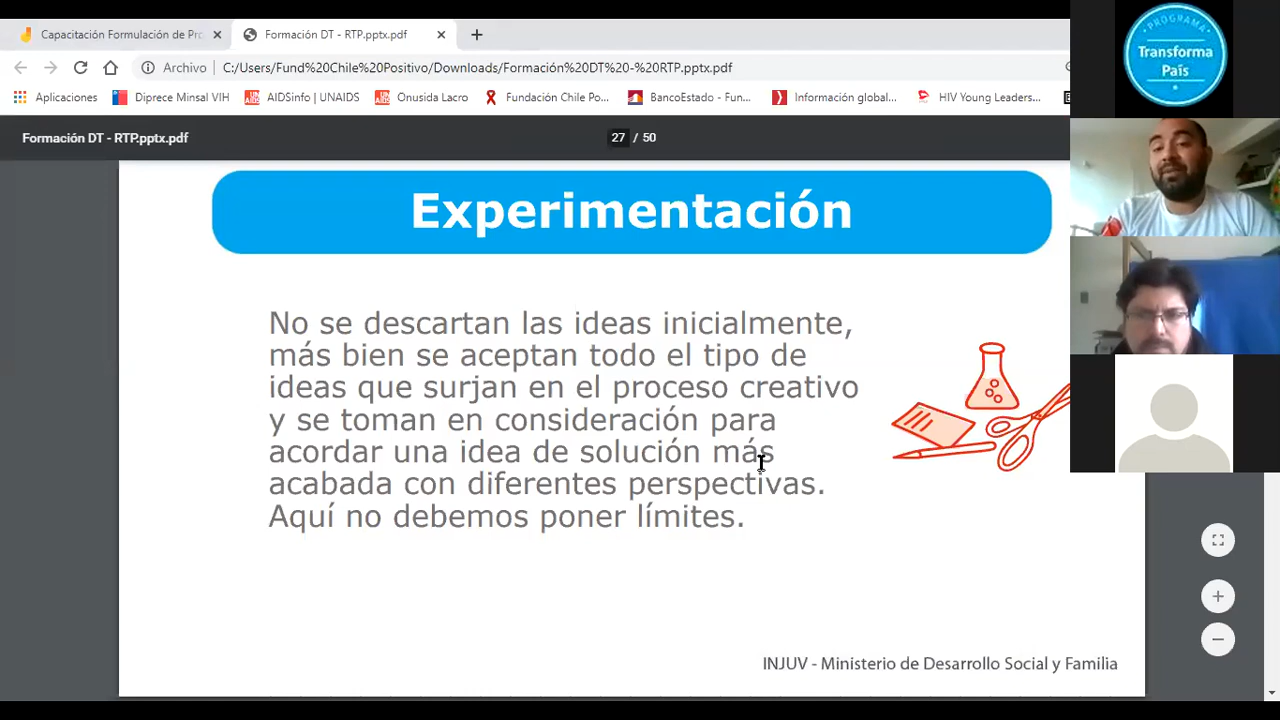 Capacitación Formulación de Pro
Formación DT - RTP.pptx.pdf
Archivo
C:/Users/Fund%20Chile%20Positivo/Downloads/Formación%20DT%20-%20RTP.pptx.pdf
Aplicaciones
Diprece Minsal VIH
AIDSinfo | UNAIDS
Onusida Lacro
Fundación Chile Po...
BancoEstado - Fun...
Información global...
HIV Young Leaders...
Formación DT - RTP.pptx.pdf
27 / 50
PROGRAMA
Transforma
País
Experimentación
No se descartan las ideas inicialmente,
más bien se aceptan todo el tipo de
ideas que surjan en el proceso creativo
y se toman en consideración para
acordar una idea de solución más
acabada con diferentes perspectivas.
Aquí no debemos poner límites.
INJUV - Ministerio de Desarrollo Social y Familia